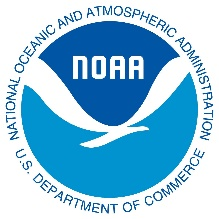 NATIONAL OCEANIC AND ATMOSPHERIC ADMINISTRATION
NOAA
U.S. DEPARTMENT OF COMMERCE